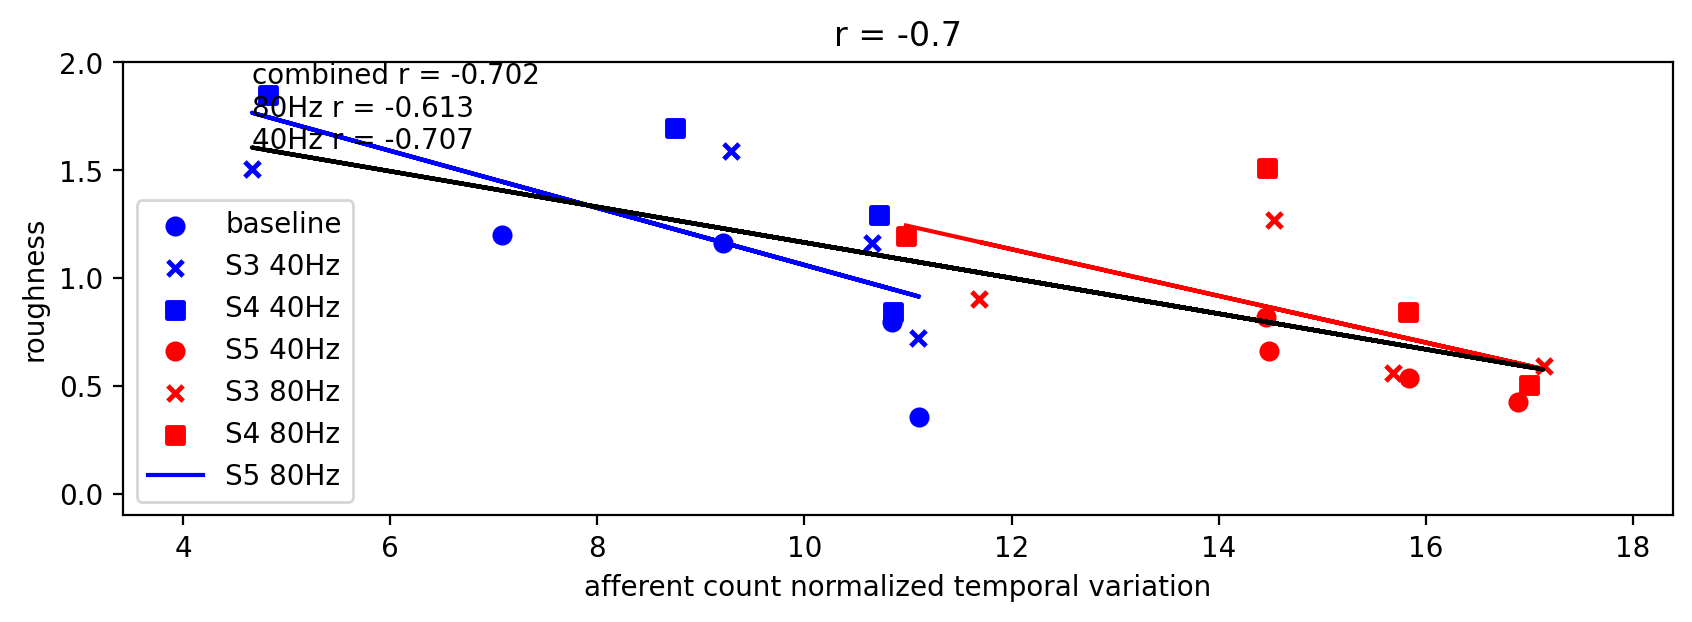 r = -0.7
combined r = -0.702
80Hz r = -0.613
40Hz r = -0.707
2.0
1.5
1.0
0.5
0.0
roughness
baseline
S3 40Hz
S4 40Hz
S5 40Hz
S3 80Hz
S4 80Hz
S5 80Hz
4 6 8 10 12 14 16 18
afferent count normalized temporal variation